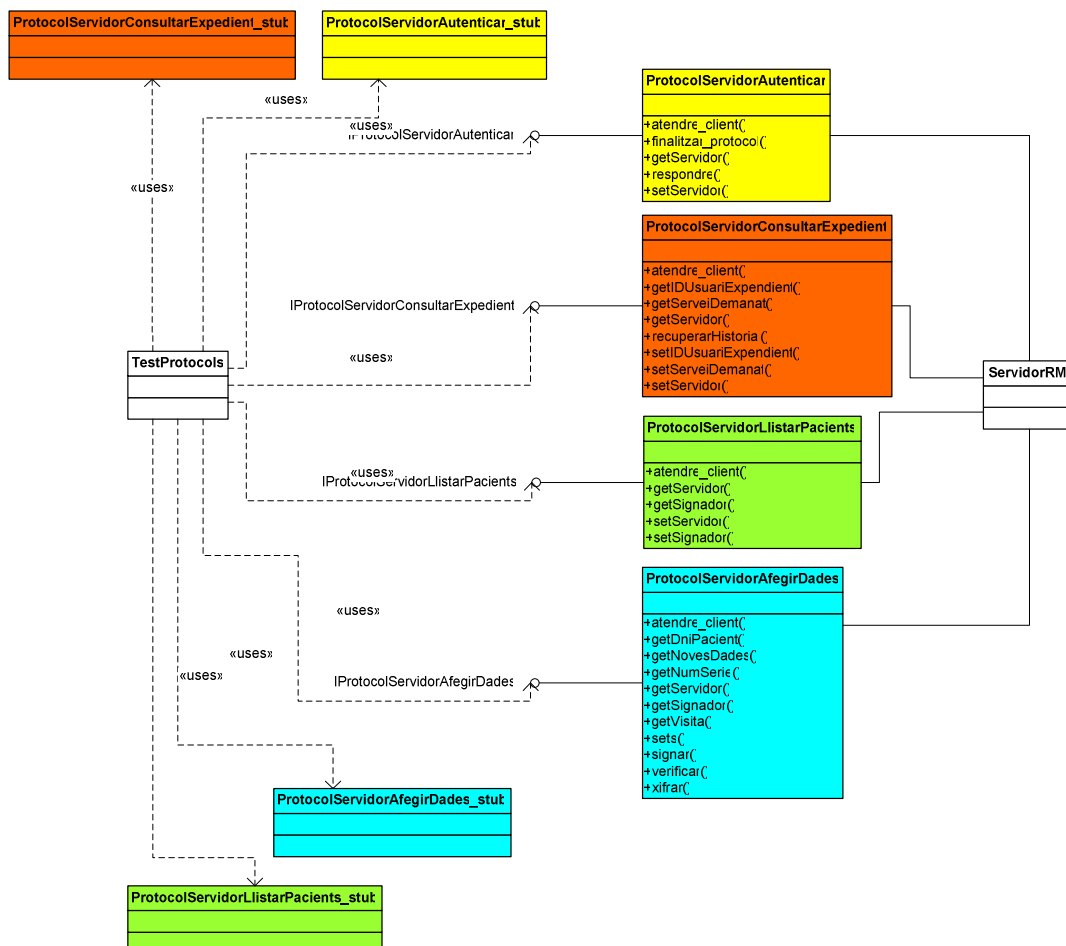 ProtocolServidorConsultarExpedient_stub
ProtocolServidorAutenticar_stub
«uses»
«uses»
IProtocolServidorAutenticar
ProtocolServidorAutenticar
+atendre_client()
+finalitzar_protocol()
+getServidor()
+respondre()
+setServidor()
«uses»
ProtocolServidorConsultarExpedient
+atendre_client()
+getIDUsuariExpendient()
+getServeiDemanat()
+getServidor()
+recuperarHistoria()
+setIDUsuariExpendient()
+setServeiDemanat()
+setServidor()
IProtocolServidorConsultarExpedient
«uses»
TestProtocols
ServidorRM
ProtocolServidorLlistarPacients
+atendre_client()
+getServidor()
+getSignador()
+setServidor()
+setSignador()
«uses»
IProtocolServidorLlistarPacients
ProtocolServidorAfegirDades
+atendre_client()
+getDniPacient()
+getNovesDades()
+getNumSerie()
+getServidor()
+getSignador()
+getVisita()
+sets()
+signar()
+verificar()
+xifrar()
«uses»
«uses»
«uses»
IProtocolServidorAfegirDades
ProtocolServidorAfegirDades_stub
ProtocolServidorLlistarPacients_stub